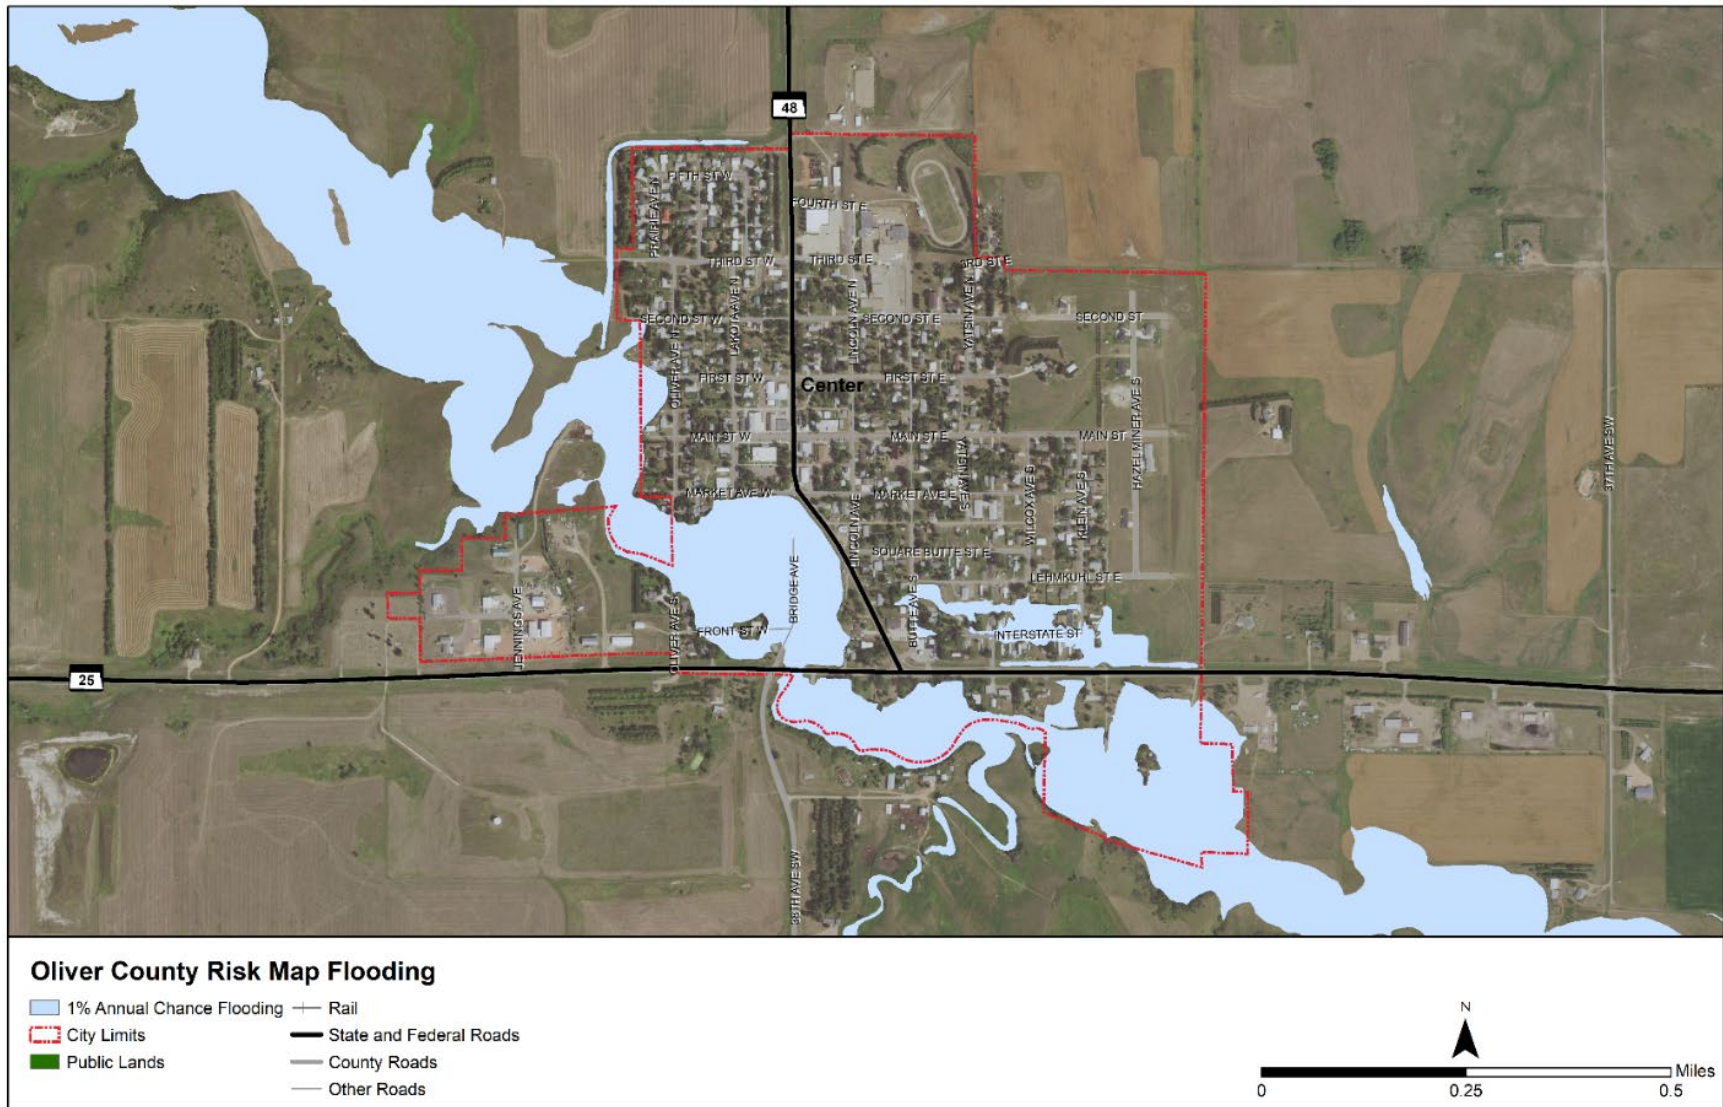 48
FIFTH ST W
PRAIRIE AVE N
FOURTH ST E
THIRD ST W
THIRD ST E
3RD ST E
LAKOTA AVE N
LINCOLN AVE N
YATSIN AVE N
SECOND ST W
SECOND ST E
SECOND ST
OLIVER AVE N
FIRST ST W
Center
FIRST ST E
HAZELMINER AVE S
MAIN ST W
MAIN ST E
MAIN ST
37TH AVE SW
YATSIN AVE S
WILCOX AVE S
KLEIN AVE S
MARKET AVE W
MARKET AVE E
LINCOLN AVE
SQUARE BUTTE ST E
BRIDGE AVE
LEHMKUHL ST E
JENNINGS AVE
OLIVER AVE S
BUTTE AVE S
FRONT ST W
INTERSTATE ST
25
38TH AVE SW
Oliver County Risk Map Flooding
1% Annual Chance Flooding
City Limits
Public Lands
Rail
State and Federal Roads
County Roads
Other Roads
N
Miles
0 0.25 0.5